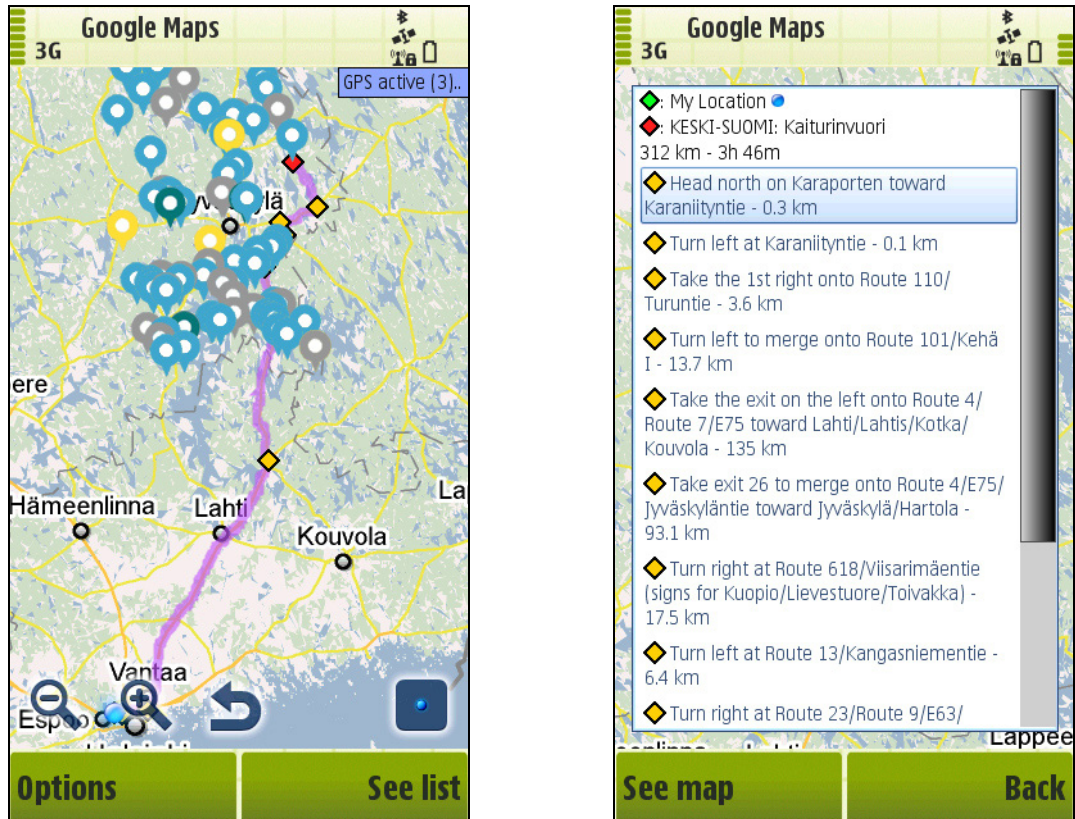 Google Maps
3G
GPS active (3)..
ere
Hämeenlinna
Lahti
La
Kouvola
Vantaa
Espoo
Options
See list
Google Maps
3G
: My Location
: KESKI-SUOMI: Kaiturinvuori
312 km - 3h 46m
Head north on Karaporten toward
Karaniityntie - 0.3 km
Turn left at Karaniityntie - 0.1 km
Take the 1st right onto Route 110/
Turuntie - 3.6 km
Turn left to merge onto Route 101/Kehä
I - 13.7 km
Take the exit on the left onto Route 4/
Route 7/E75 toward Lahti/Lahtis/Kotka/
Kouvola - 135 km
Take exit 26 to merge onto Route 4/E75/
Jyväskyläntie toward Jyväskylä/Hartola -
93.1 km
Turn right at Route 618/Viisarimäentie
(signs for Kuopio/Lievestuore/Toivakka) -
17.5 km
Turn left at Route 13/Kangasniementie -
6.4 km
Turn right at Route 23/Route 9/E63/
Lappee
See map
Back